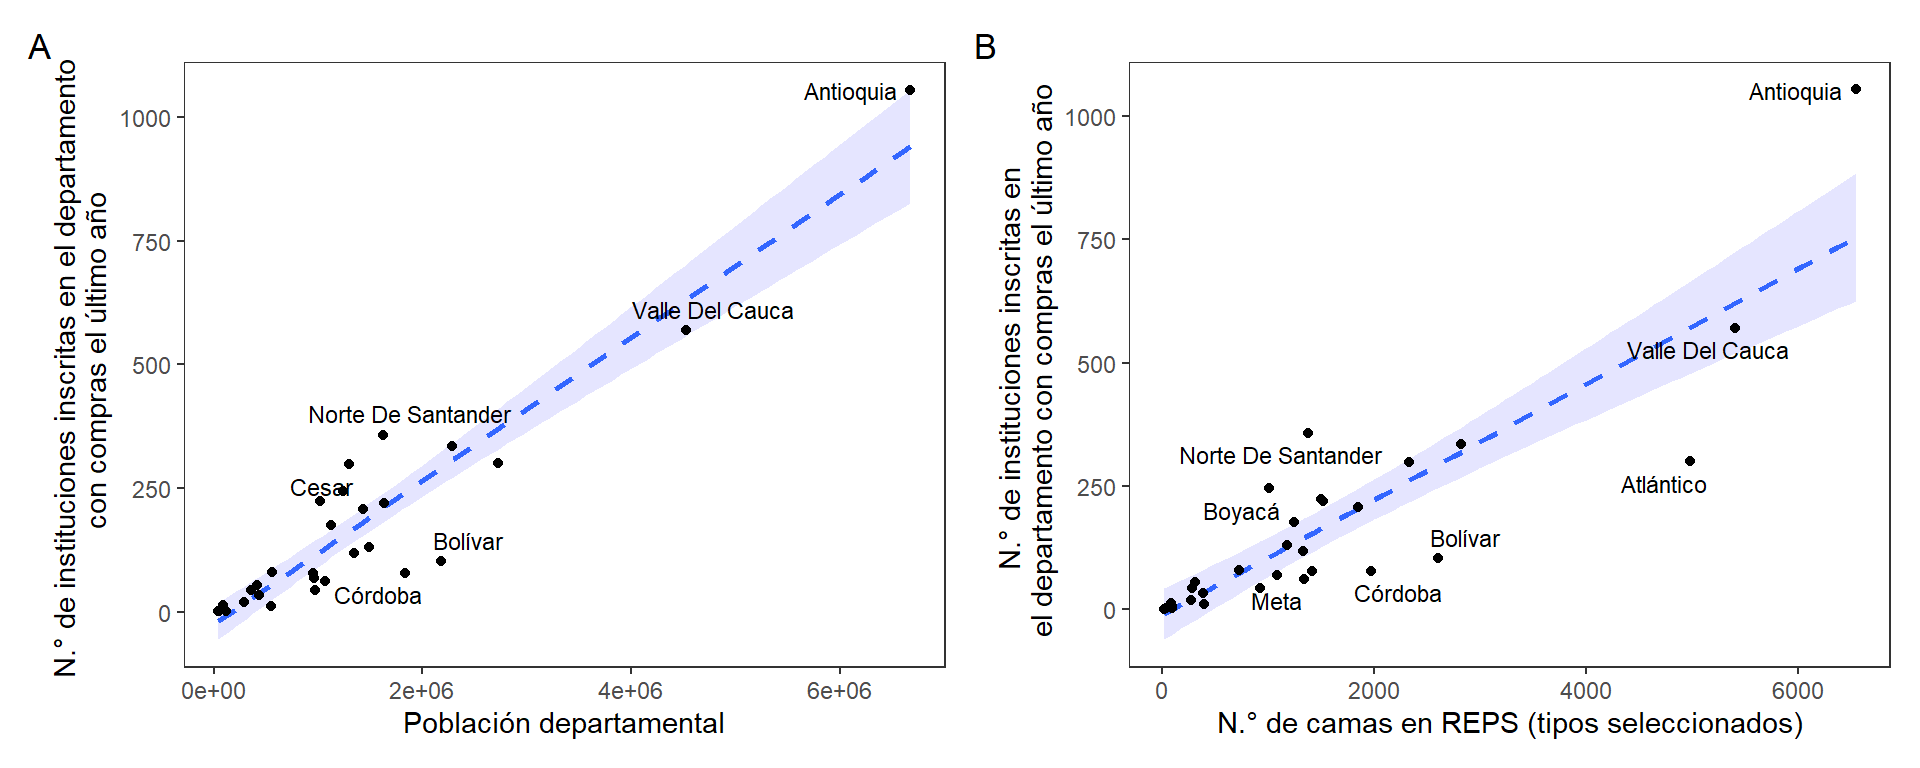 A
N.° de instituciones inscritas en el departamento
con compras el último año
1000
750
500
250
0
Antioquia
Valle Del Cauca
Norte De Santander
Cesar
Bolívar
Córdoba
0e+00
2e+06
4e+06
6e+06
Población departamental
B
N.° de instituciones inscritas en
el departamento con compras el último año
1000
750
500
250
0
Antioquia
Valle Del Cauca
Norte De Santander
Atlántico
Boyacá
Bolívar
Meta
Córdoba
0
2000
4000
6000
N.° de camas en REPS (tipos seleccionados)